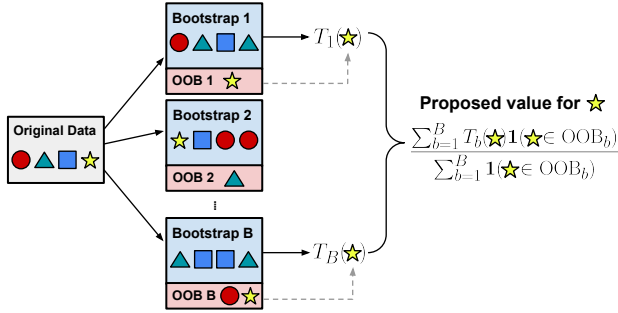 Original Data
Bootstrap 1
OOB 1
Bootstrap 2
OOB 2
...
Bootstrap B
OOB B
T_1(★)
T_B(★)
Proposed value for ★
∑_{b=1}^{B} T_b(★)1(★∈ OOB_b)
∑_{b=1}^{B} 1(★∈ OOB_b)